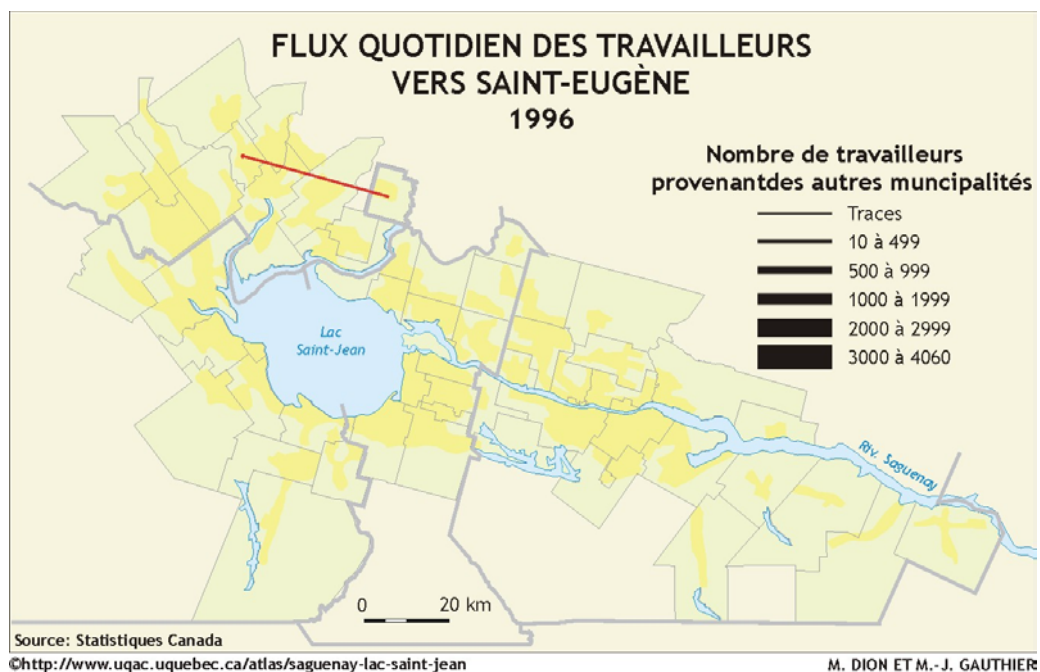 FLUX QUOTIDIEN DES TRAVAILLEURS
VERS SAINT-EUGÈNE
1996
Nombre de travailleurs
provenantdes autres muncipalités
Traces
10 à 499
500 à 999
1000 à 1999
2000 à 2999
3000 à 4060
Lac
Saint-Jean
Riv. Saguenay
0 20 km
Source: Statistiques Canada
©http://www.uqac.uquebec.ca/atlas/saguenay-lac-saint-jean
M. DION ET M.-J. GAUTHIER